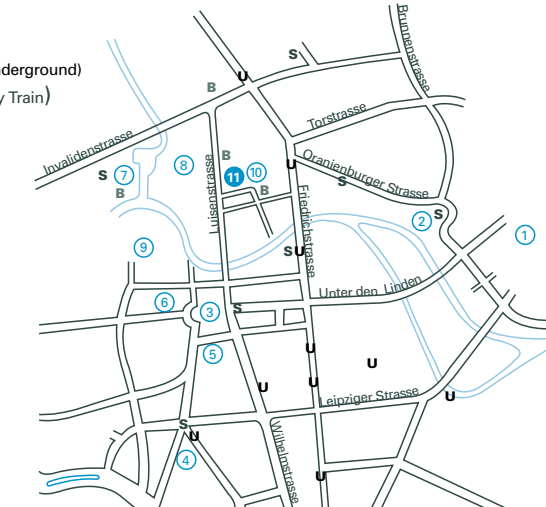 nderground)
y Train)
Brunnenstrasse
S
U
B
Torstrasse
Invalidenstrasse
B
8
U
Oranienburger Strasse
S
7
11
10
S
B
B
Luisenstrasse
Friedrichstrasse
2
S
1
9
S U
Unter den Linden
6
3
S
5
U
U
U
U
Leipziger Strasse
U
S
U
Wilhelmstrasse
4
U